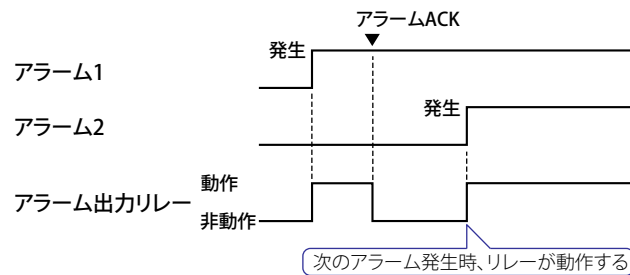 アラームACK
発生
アラーム1
発生
アラーム2
動作
アラーム出力リレー
非動作
次のアラーム発生時、リレーが動作する